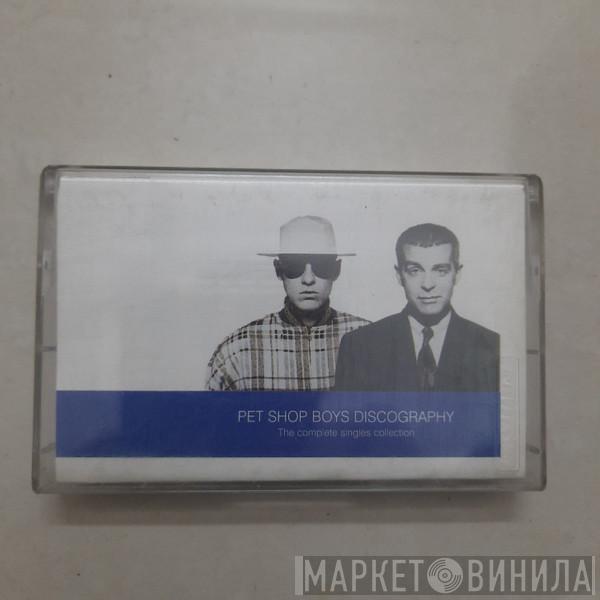 PET SHOP BOYS DISCOGRAPHY
The complete singles collection
МАРКЕТ ВИНИЛА